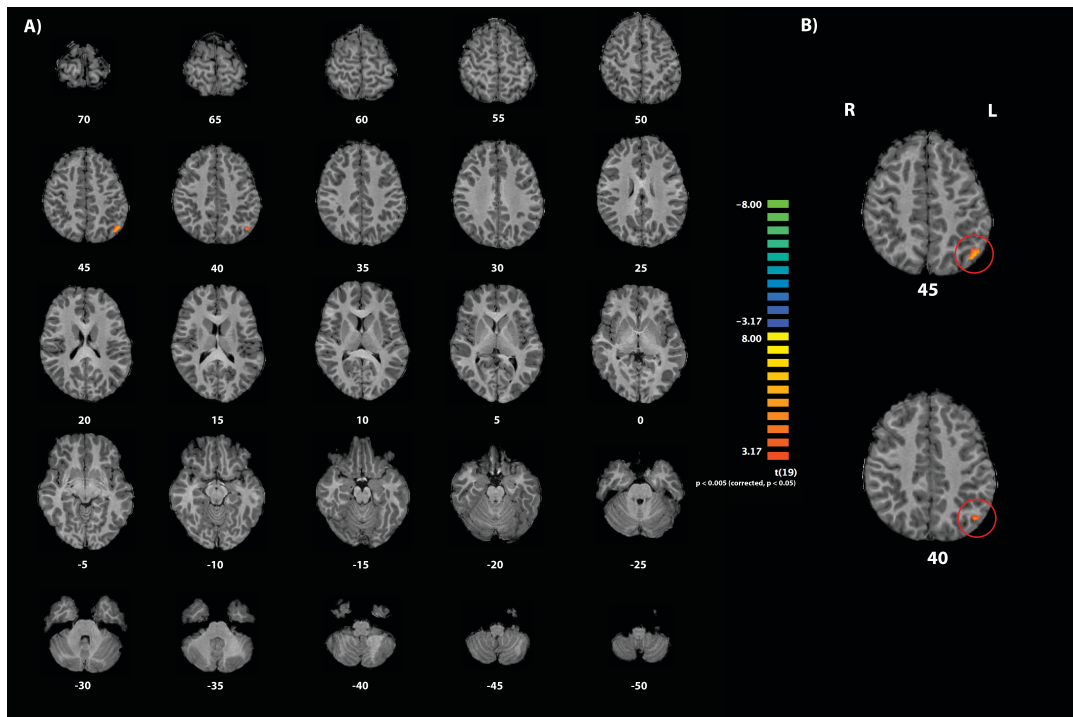 A)
70 65 60 55 50
45 40 35 30 25
20 15 10 5 0
-5 -10 -15 -20 -25
-30 -35 -40 -45 -50
−8.00
−3.17
8.00
3.17
t(19)
p < 0.005 (corrected, p < 0.05)
B)
R L
45
40